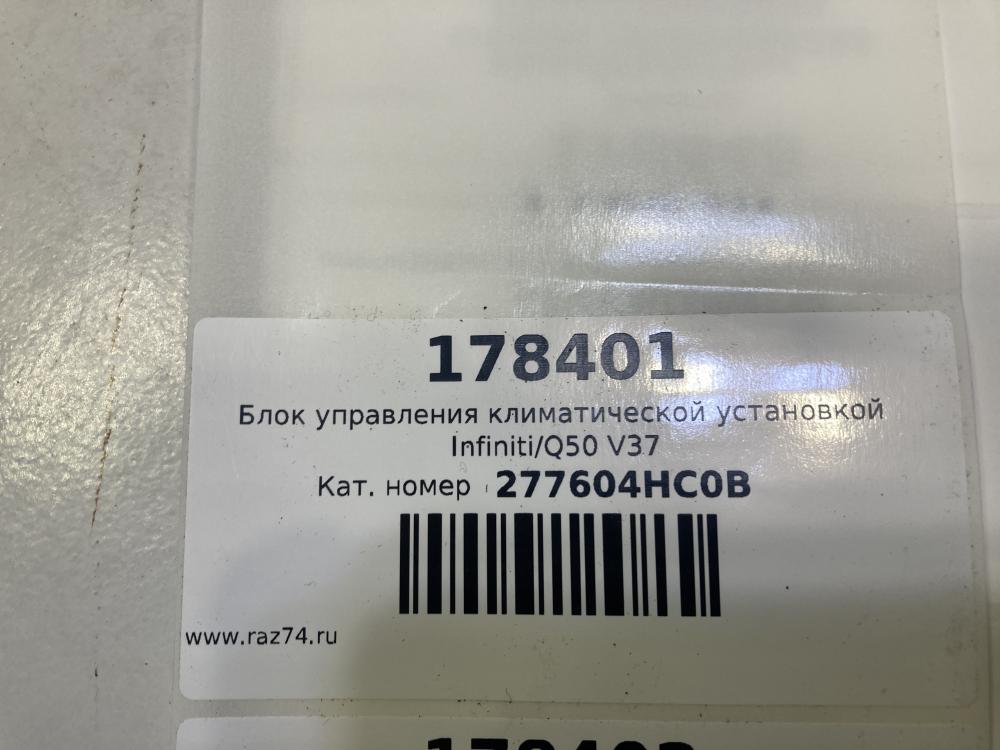 178401
Блок управления климатической установкой
Infiniti/Q50 V37
Кат. номер 277604HC0B
www.raz74.ru